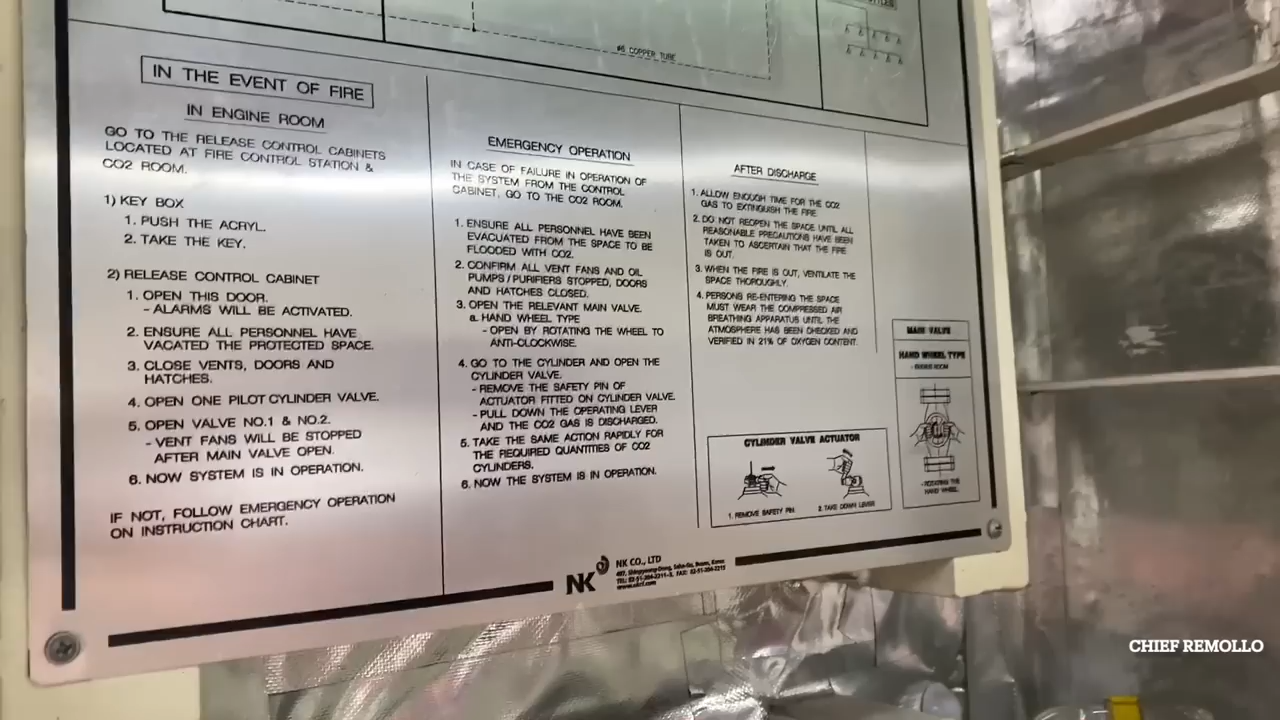 #6 COPPER TUBE
IN THE EVENT OF FIRE
IN ENGINE ROOM
GO TO THE RELEASE CONTROL CABINETS
LOCATED AT FIRE CONTROL STATION &
CO2 ROOM.
1) KEY BOX
1. PUSH THE ACRYL.
2. TAKE THE KEY.
2) RELEASE CONTROL CABINET
1. OPEN THIS DOOR.
- ALARMS WILL BE ACTIVATED.
2. ENSURE ALL PERSONNEL HAVE
VACATED THE PROTECTED SPACE.
3. CLOSE VENTS, DOORS AND
HATCHES.
4. OPEN ONE PILOT CYLINDER VALVE.
5. OPEN VALVE NO.1 & NO.2.
- VENT FANS WILL BE STOPPED
AFTER MAIN VALVE OPEN.
6. NOW SYSTEM IS IN OPERATION.
IF NOT, FOLLOW EMERGENCY OPERATION
ON INSTRUCTION CHART.
EMERGENCY OPERATION
IN CASE OF FAILURE IN OPERATION OF
THE SYSTEM FROM THE CONTROL
CABINET, GO TO THE CO2 ROOM.
1. ENSURE ALL PERSONNEL HAVE BEEN
EVACUATED FROM THE SPACE TO BE
FLOODED WITH CO2.
2. CONFIRM ALL VENT FANS AND OIL
PUMPS/PURIFIERS STOPPED, DOORS
AND HATCHES CLOSED.
3. OPEN THE RELEVANT MAIN VALVE.
a. HAND WHEEL TYPE
- OPEN BY ROTATING THE WHEEL TO
ANTI-CLOCKWISE.
4. GO TO THE CYLINDER AND OPEN THE
CYLINDER VALVE.
- REMOVE THE SAFETY PIN OF
ACTUATOR FITTED ON CYLINDER VALVE.
- PULL DOWN THE OPERATING LEVER
AND THE CO2 GAS IS DISCHARGED.
5. TAKE THE SAME ACTION RAPIDLY FOR
THE REQUIRED QUANTITIES OF CO2
CYLINDERS.
6. NOW THE SYSTEM IS IN OPERATION.
AFTER DISCHARGE
1. ALLOW ENOUGH TIME FOR THE CO2
GAS TO EXTINGUISH THE FIRE.
2. DO NOT REOPEN THE SPACE UNTIL ALL
REASONABLE PRECAUTIONS HAVE BEEN
TAKEN TO ASCERTAIN THAT THE FIRE
IS OUT.
3. WHEN THE FIRE IS OUT, VENTILATE THE
SPACE THOROUGHLY.
4. PERSONS RE-ENTERING THE SPACE
MUST WEAR THE COMPRESSED AIR
BREATHING APPARATUS UNTIL THE
ATMOSPHERE HAS BEEN CHECKED AND
VERIFIED IN 21% OF OXYGEN CONTENT.
CYLINDER VALVE ACTUATOR
1. REMOVE SAFETY PIN.
2. TAKE DOWN LEVER
MAIN VALVE
HAND WHEEL TYPE
- ENGINE ROOM
- ROTATING THE
HAND WHEEL.
NK
NK CO., LTD
CHIEF REMOLLO